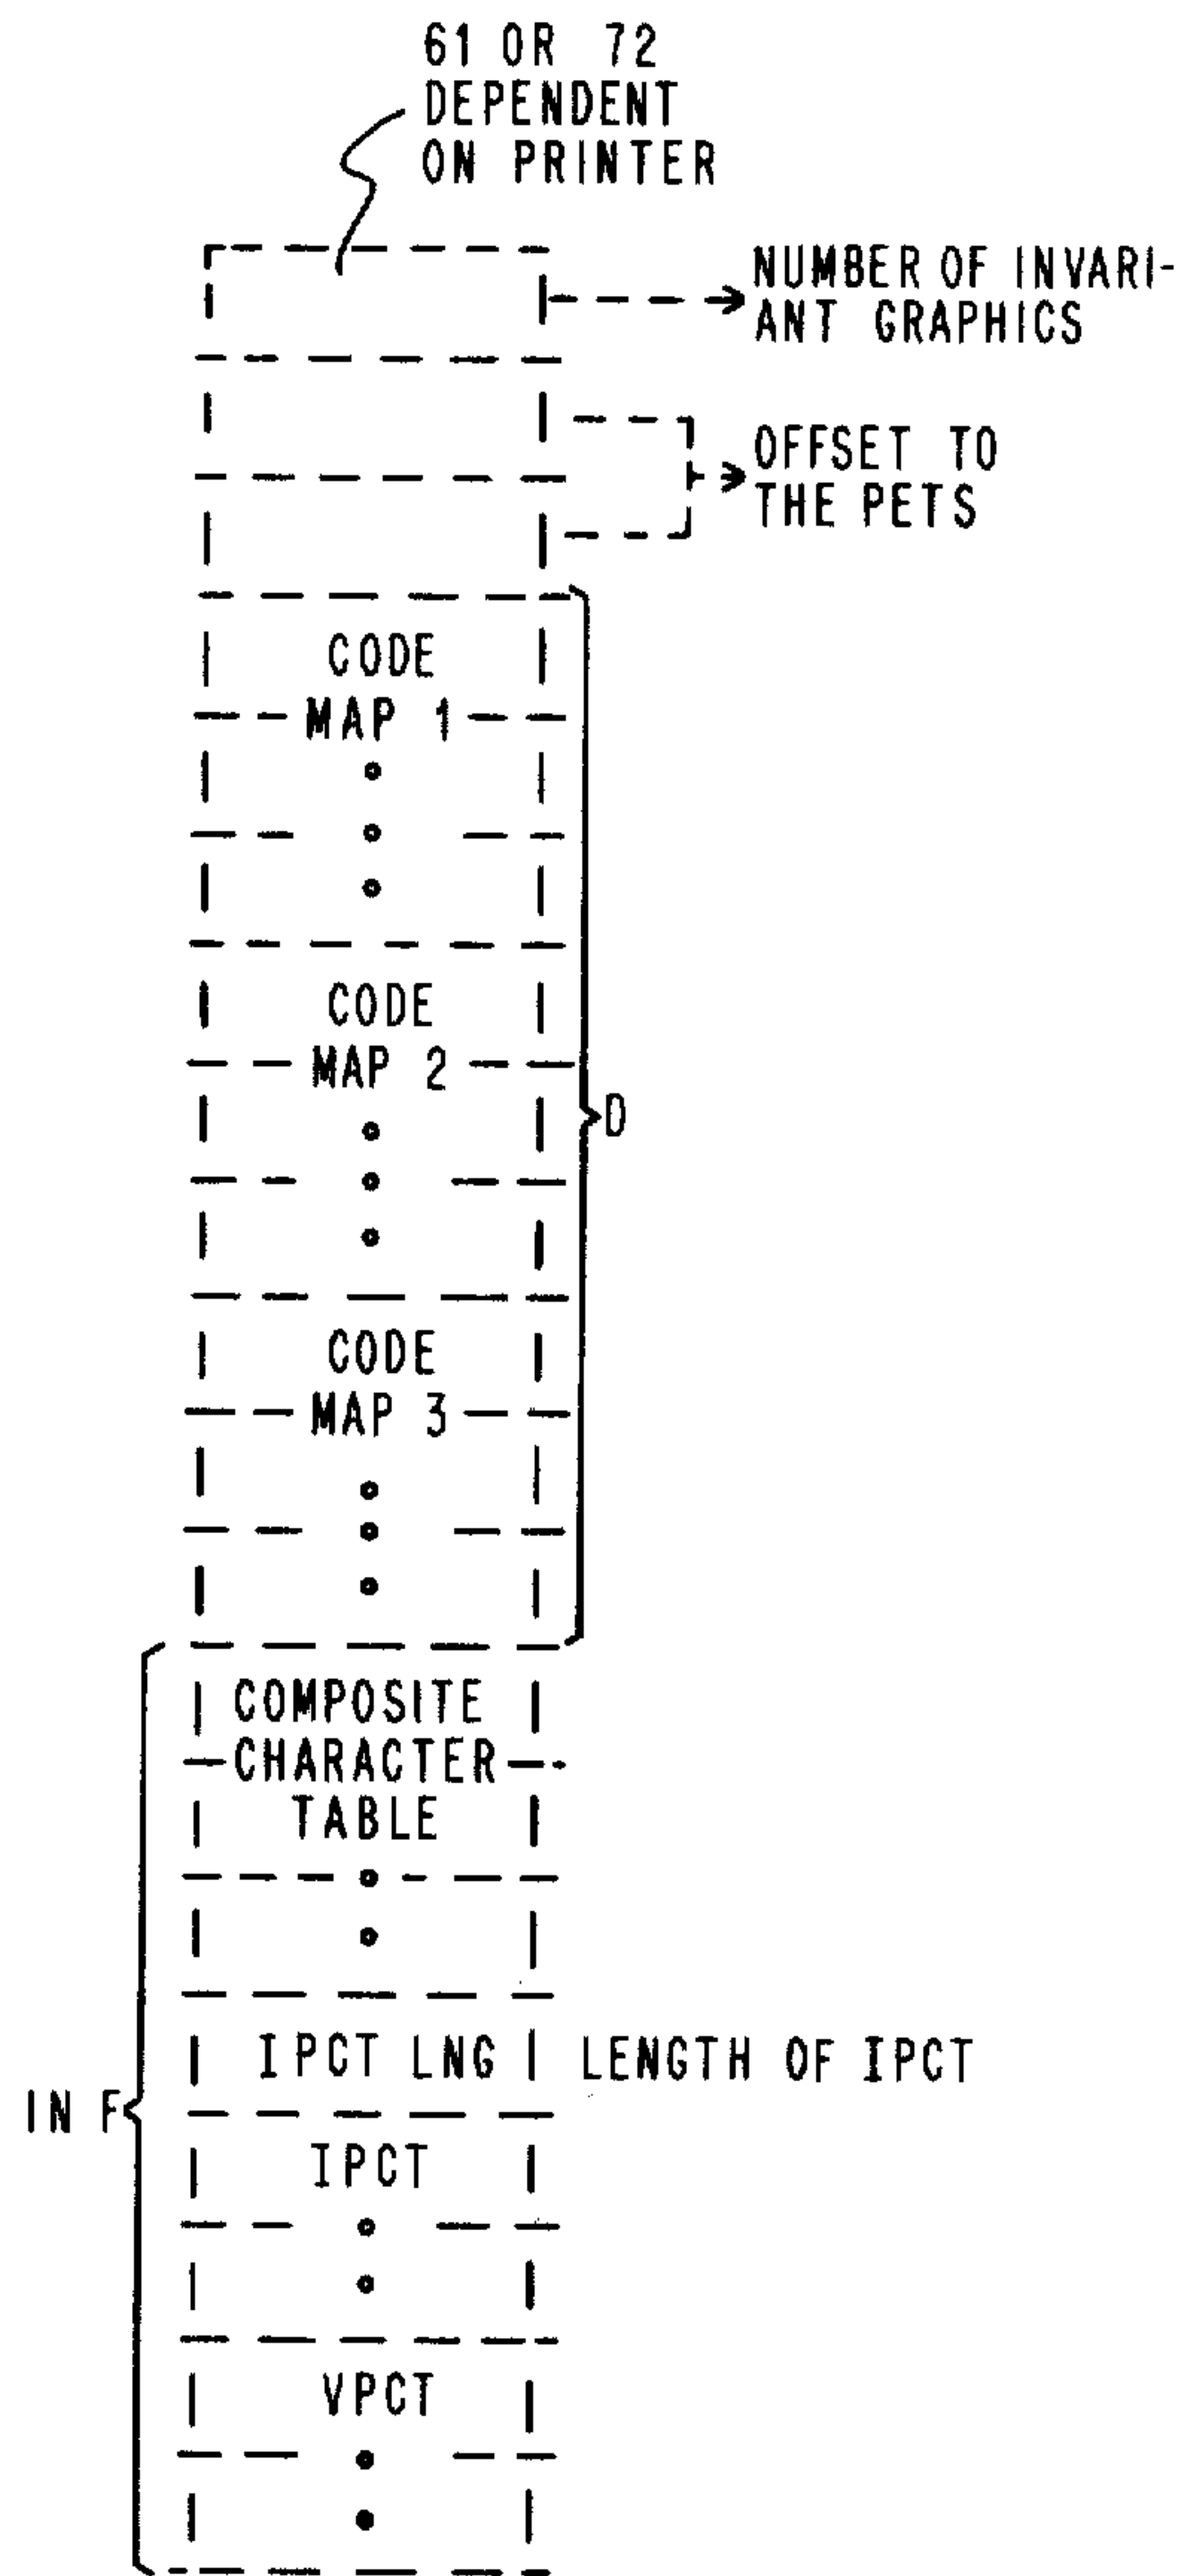 61 OR 72
DEPENDENT
ON PRINTER
NUMBER OF INVARI-
ANT GRAPHICS
OFFSET TO
THE PETS
CODE
MAP 1
CODE
MAP 2
D
CODE
MAP 3
COMPOSITE
CHARACTER
TABLE
IPCT LNG
LENGTH OF IPCT
IN F
IPCT
VPCT